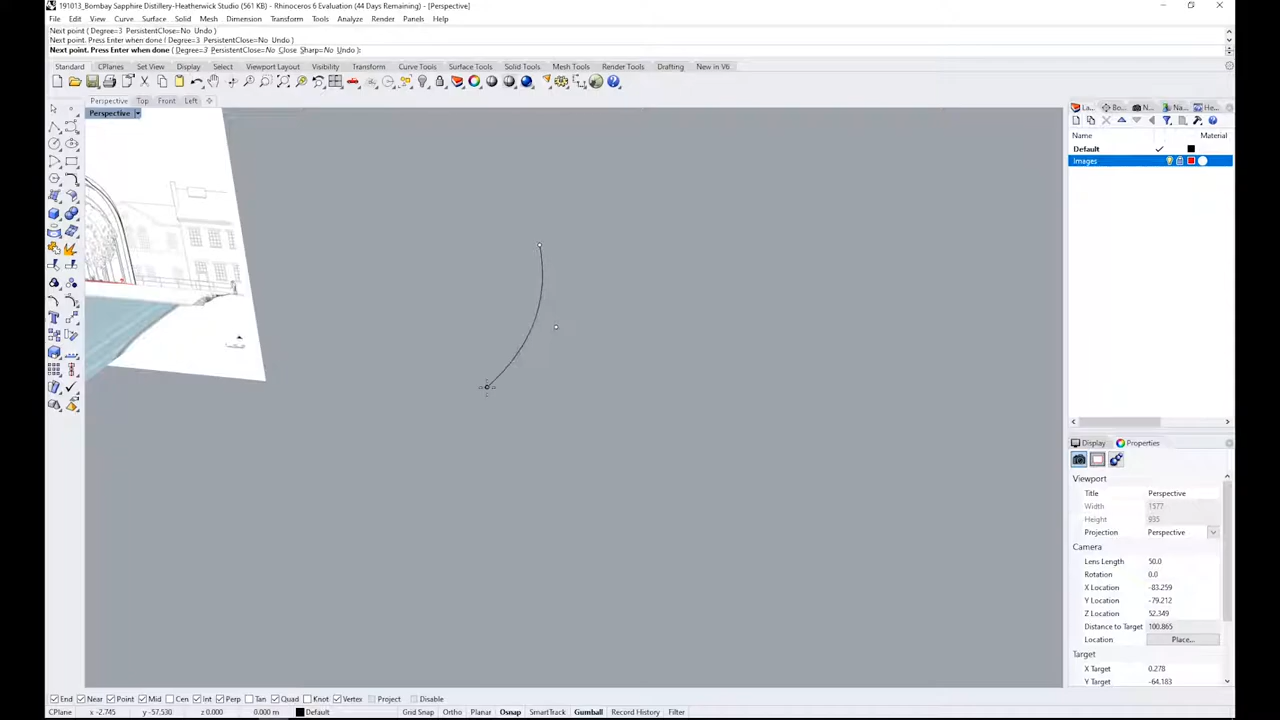 191013_Bombay Sapphire Distillery-Heatherwick Studio (561 KB) - Rhinoceros 6 Evaluation (44 Days Remaining) - [Perspective]
File Edit View Curve Surface Solid Mesh Dimension Transform Tools Analyze Render Panels Help
Next point ( Degree=3 PersistentClose=No Undo )
Next point. Press Enter when done ( Degree=3 PersistentClose=No Undo )
Next point. Press Enter when done ( Degree=3 PersistentClose=No Close Sharp=No Undo ):
Standard CPlanes Set View Display Select Viewport Layout Visibility Transform Curve Tools Surface Tools Solid Tools Mesh Tools Render Tools Drafting New in V6
Perspective Top Front Left
Perspective
La... Bo... N... Na... He...
Name Material
Default
Images
Display Properties
Viewport
Title Perspective
Width 1577
Height 935
Projection Perspective
Camera
Lens Length 50.0
Rotation 0.0
X Location -83.259
Y Location -79.212
Z Location 52.349
Distance to Target 100.865
Location Place...
Target
X Target 0.278
Y Target -64.183
End Near Point Mid Cen Int Perp Tan Quad Knot Vertex Project Disable
CPlane x -2.745 y -57.530 z 0.000 0.000 m Default Grid Snap Ortho Planar Osnap SmartTrack Gumball Record History Filter